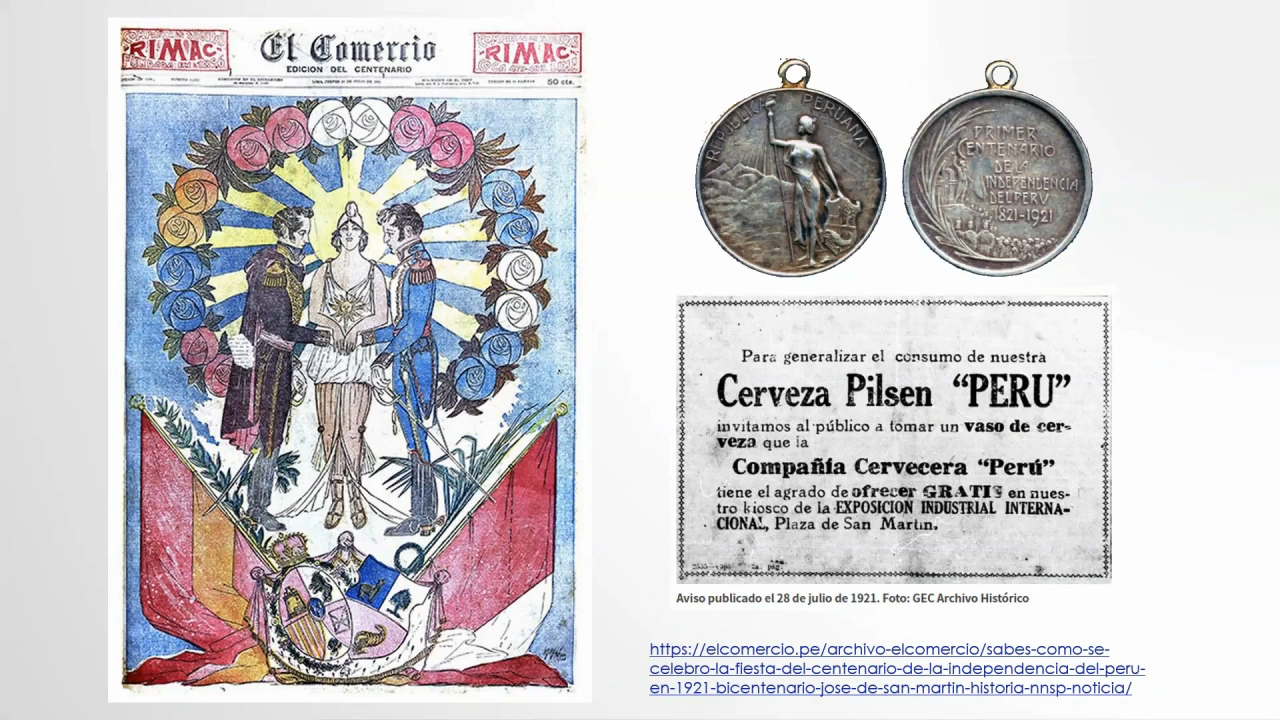 RIMAC
El Comercio
EDICION DEL CENTENARIO
RIMAC
50 cts.
REPUBLICA PERUANA
PRIMER
CENTENARIO
DE LA
INDEPENDENCIA
DEL PERV
1821-1921
Para generalizar el consumo de nuestra
Cerveza Pilsen “PERU”
invitamos al público a tomar un vaso de cer-
veza que la
Compañía Cervecera “Perú”
tiene el agrado de ofrecer GRATIS en nues-
tro kiosco de la EXPOSICION INDUSTRIAL INTERNA-
CIONAL, Plaza de San Martin.
Aviso publicado el 28 de julio de 1921. Foto: GEC Archivo Histórico
https://elcomercio.pe/archivo-elcomercio/sabes-como-se-
celebro-la-fiesta-del-centenario-de-la-independencia-del-peru-
en-1921-bicentenario-jose-de-san-martin-historia-nnsp-noticia/